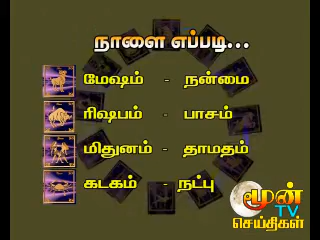 நாளை எப்படி...
மேஷம் - நன்மை
ரிஷபம் - பாசம்
மிதுனம் - தாமதம்
கடகம் - நட்பு
மூன்
TV
செய்திகள்